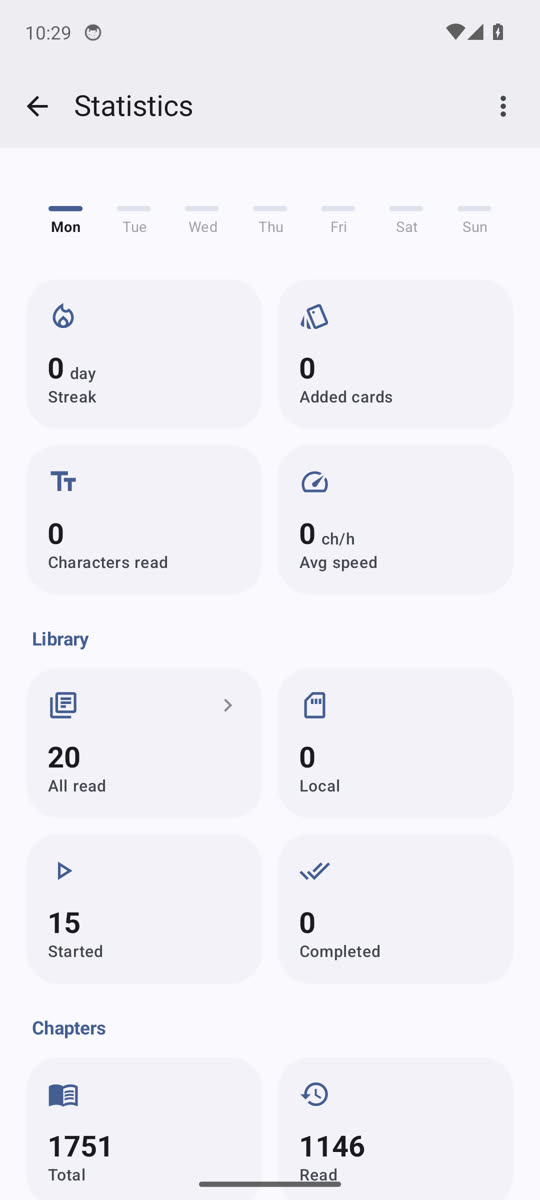 10:29
Statistics
Mon Tue Wed Thu Fri Sat Sun
0 day
Streak
0
Added cards
0
Characters read
0 ch/h
Avg speed
Library
20
All read
0
Local
15
Started
0
Completed
Chapters
1751
Total
1146
Read